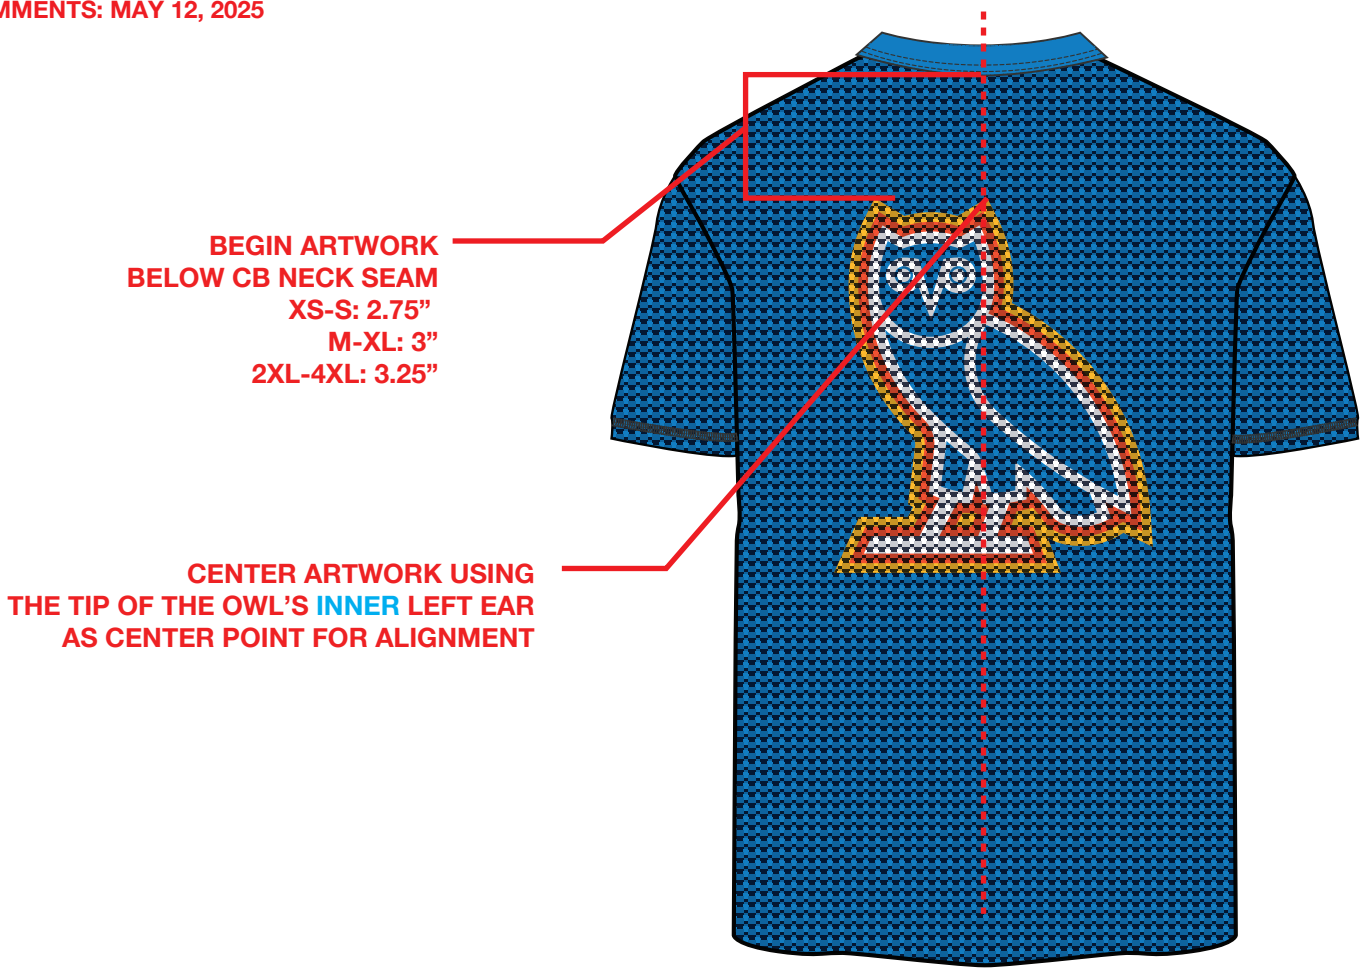 MMENTS: MAY 12, 2025
BEGIN ARTWORK
BELOW CB NECK SEAM
XS-S: 2.75”
M-XL: 3”
2XL-4XL: 3.25”
CENTER ARTWORK USING
THE TIP OF THE OWL’S INNER LEFT EAR
AS CENTER POINT FOR ALIGNMENT